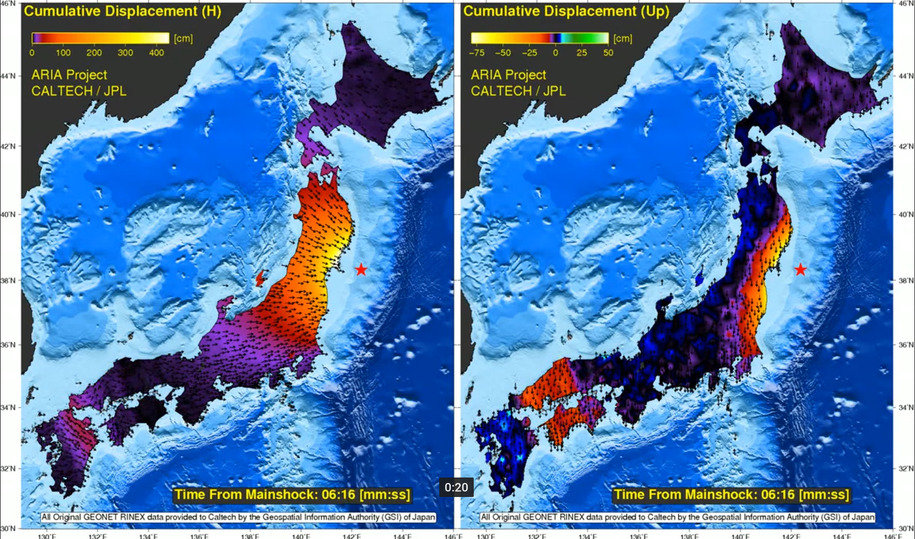 Cumulative Displacement (H)
0 100 200 300 400 [cm]
ARIA Project
CALTECH / JPL
46˚N
44˚N
42˚N
40˚N
38˚N
36˚N
34˚N
32˚N
30˚N
Time From Mainshock: 06:16 [mm:ss]
All Original GEONET RINEX data provided to Caltech by the Geospatial Information Authority (GSI) of Japan
130˚E 132˚E 134˚E 136˚E 138˚E 140˚E 142˚E 144˚E 146˚E
0:20
Cumulative Displacement (Up)
-75 -50 -25 0 25 50 [cm]
ARIA Project
CALTECH / JPL
46˚N
44˚N
42˚N
40˚N
38˚N
36˚N
34˚N
32˚N
30˚N
Time From Mainshock: 06:16 [mm:ss]
All Original GEONET RINEX data provided to Caltech by the Geospatial Information Authority (GSI) of Japan
130˚E 132˚E 134˚E 136˚E 138˚E 140˚E 142˚E 144˚E